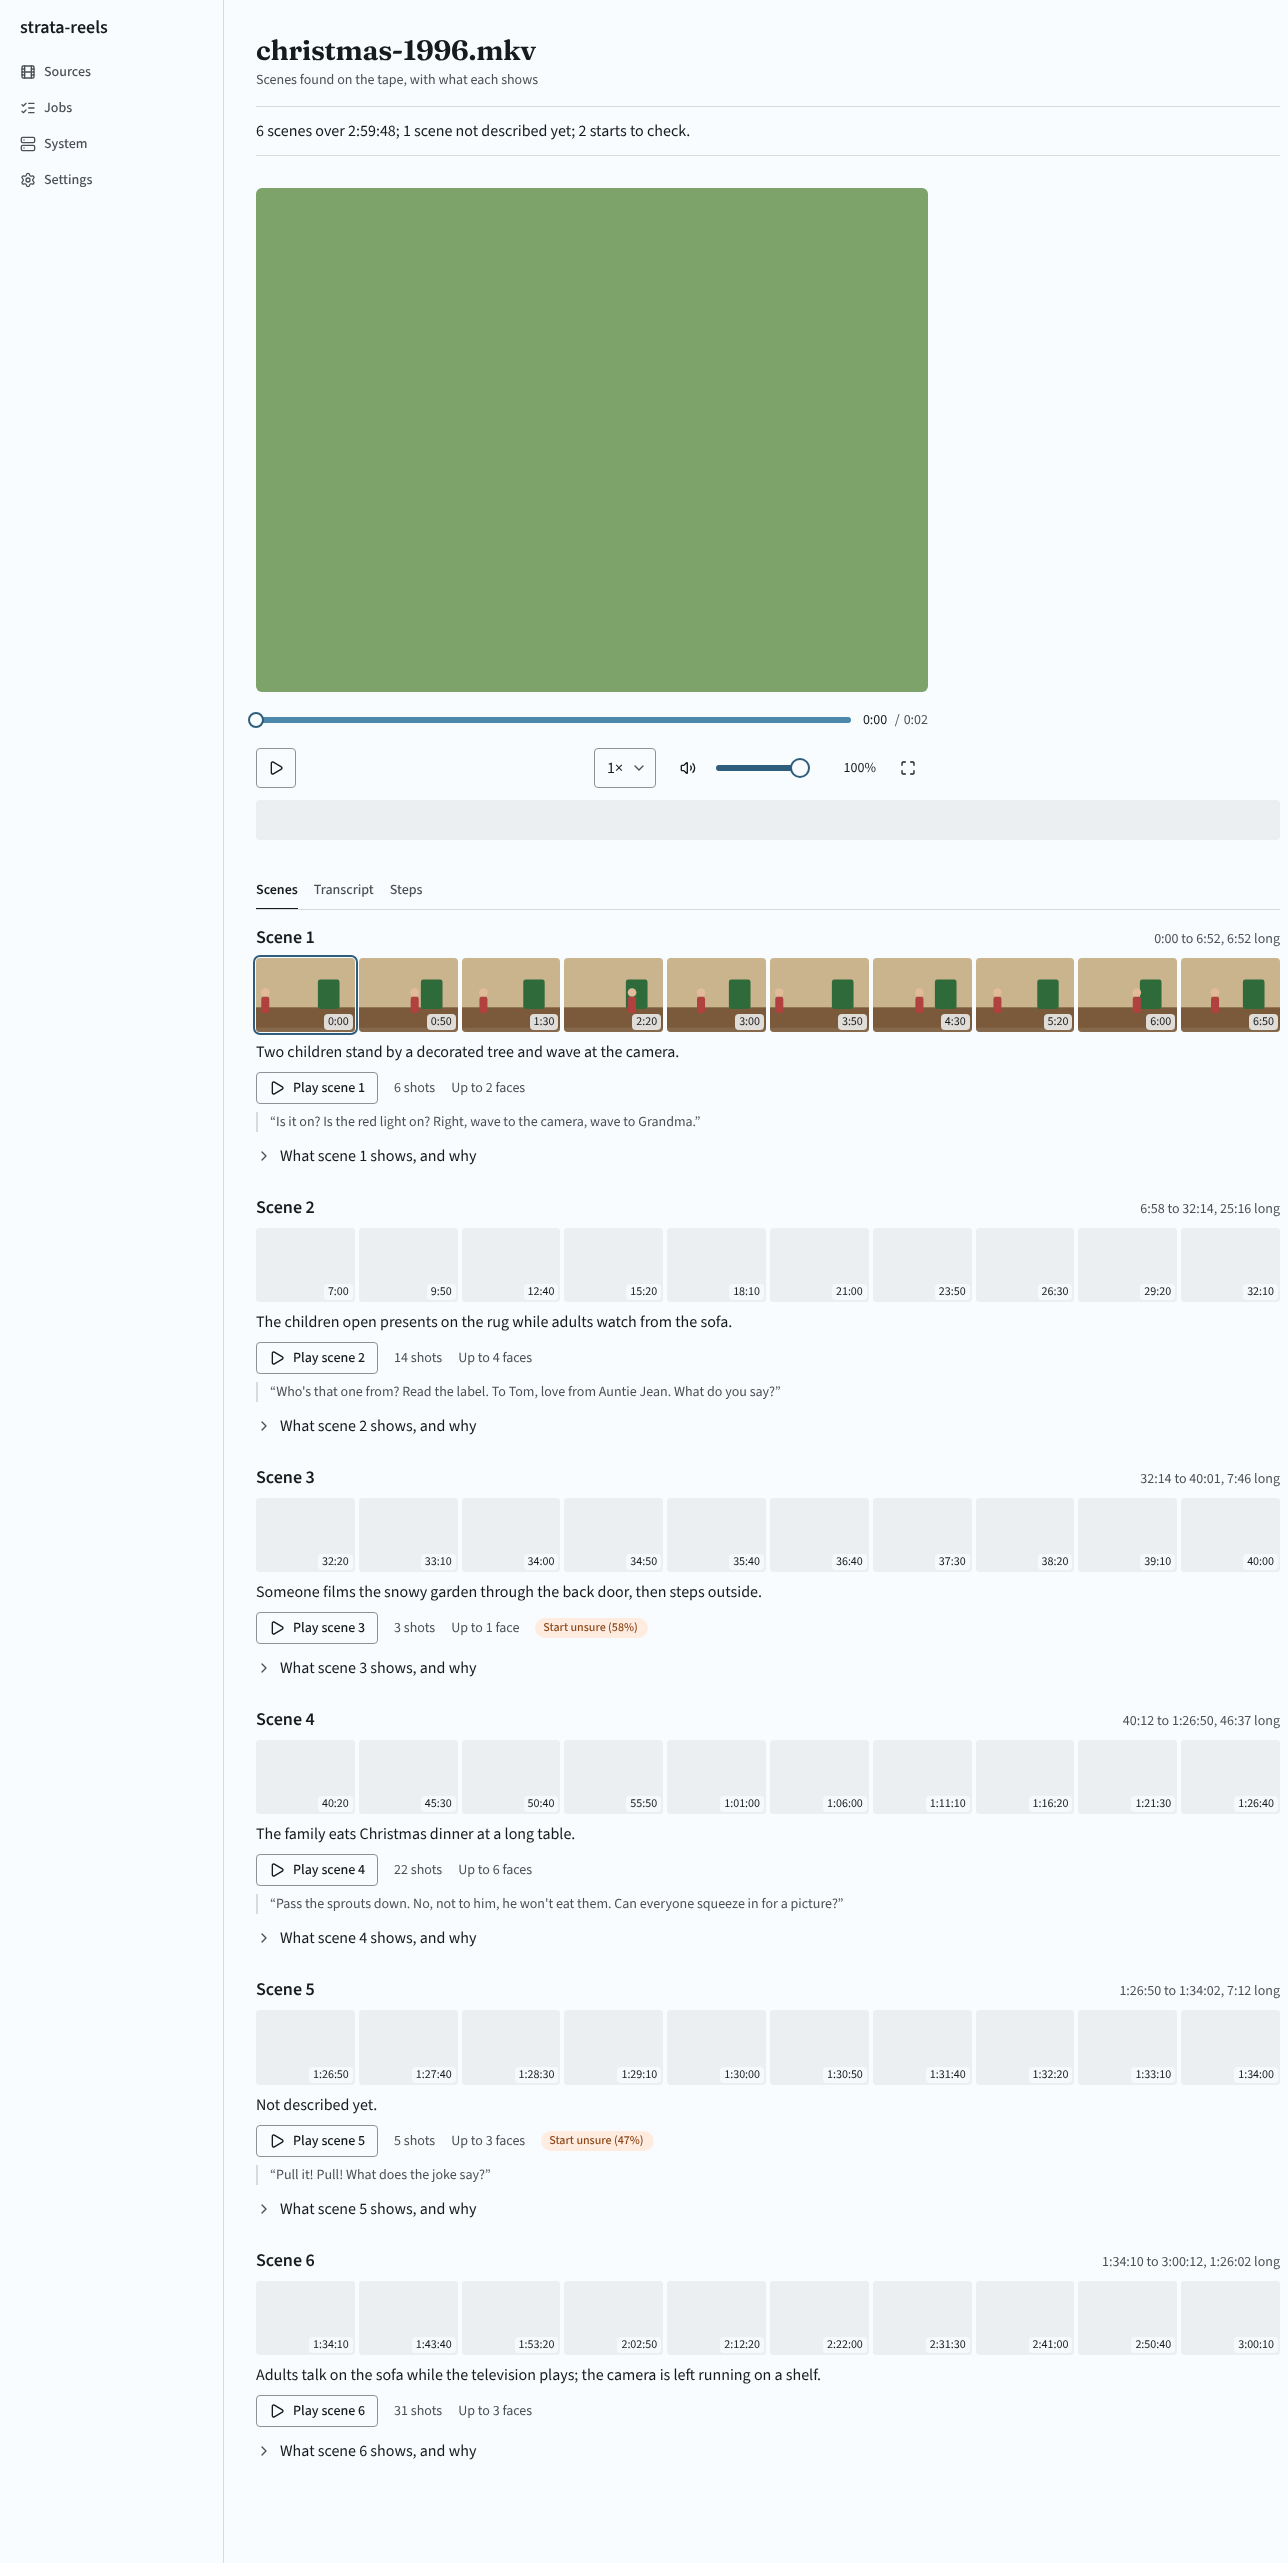 strata-reels
Sources
Jobs
System
Settings
christmas-1996.mkv
Scenes found on the tape, with what each shows
6 scenes over 2:59:48; 1 scene not described yet; 2 starts to check.
0:00 / 0:02
1× 100%
Scenes Transcript Steps
Scene 1 0:00 to 6:52, 6:52 long
0:00 0:50 1:30 2:20 3:00 3:50 4:30 5:20 6:00 6:50
Two children stand by a decorated tree and wave at the camera.
Play scene 1 6 shots Up to 2 faces
“Is it on? Is the red light on? Right, wave to the camera, wave to Grandma.”
What scene 1 shows, and why
Scene 2 6:58 to 32:14, 25:16 long
7:00 9:50 12:40 15:20 18:10 21:00 23:50 26:30 29:20 32:10
The children open presents on the rug while adults watch from the sofa.
Play scene 2 14 shots Up to 4 faces
“Who's that one from? Read the label. To Tom, love from Auntie Jean. What do you say?”
What scene 2 shows, and why
Scene 3 32:14 to 40:01, 7:46 long
32:20 33:10 34:00 34:50 35:40 36:40 37:30 38:20 39:10 40:00
Someone films the snowy garden through the back door, then steps outside.
Play scene 3 3 shots Up to 1 face Start unsure (58%)
What scene 3 shows, and why
Scene 4 40:12 to 1:26:50, 46:37 long
40:20 45:30 50:40 55:50 1:01:00 1:06:00 1:11:10 1:16:20 1:21:30 1:26:40
The family eats Christmas dinner at a long table.
Play scene 4 22 shots Up to 6 faces
“Pass the sprouts down. No, not to him, he won't eat them. Can everyone squeeze in for a picture?”
What scene 4 shows, and why
Scene 5 1:26:50 to 1:34:02, 7:12 long
1:26:50 1:27:40 1:28:30 1:29:10 1:30:00 1:30:50 1:31:40 1:32:20 1:33:10 1:34:00
Not described yet.
Play scene 5 5 shots Up to 3 faces Start unsure (47%)
“Pull it! Pull! What does the joke say?”
What scene 5 shows, and why
Scene 6 1:34:10 to 3:00:12, 1:26:02 long
1:34:10 1:43:40 1:53:20 2:02:50 2:12:20 2:22:00 2:31:30 2:41:00 2:50:40 3:00:10
Adults talk on the sofa while the television plays; the camera is left running on a shelf.
Play scene 6 31 shots Up to 3 faces
What scene 6 shows, and why